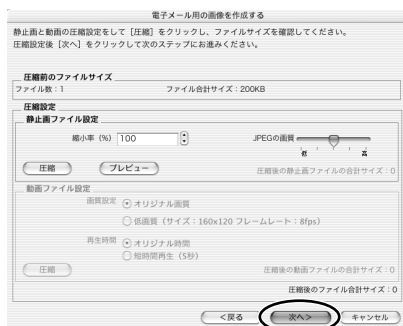 電子メール用の画像を作成する
静止画と動画の圧縮設定をして［圧縮］をクリックし、ファイルサイズを確認してください。
圧縮設定後［次へ］をクリックして次のステップにお進みください。
圧縮前のファイルサイズ
ファイル数：1 ファイル合計サイズ：200KB
圧縮設定
静止画ファイル設定
縮小率（%） 100 JPEGの画質
低 高
圧縮 プレビュー 圧縮後の静止画ファイルの合計サイズ：0
動画ファイル設定
画質設定 オリジナル画質
低画質（サイズ：160x120 フレームレート：8fps）
再生時間 オリジナル時間
短時間再生（5秒）
圧縮 圧縮後の動画ファイルの合計サイズ：0
圧縮後のファイル合計サイズ：0
<戻る 次へ> キャンセル